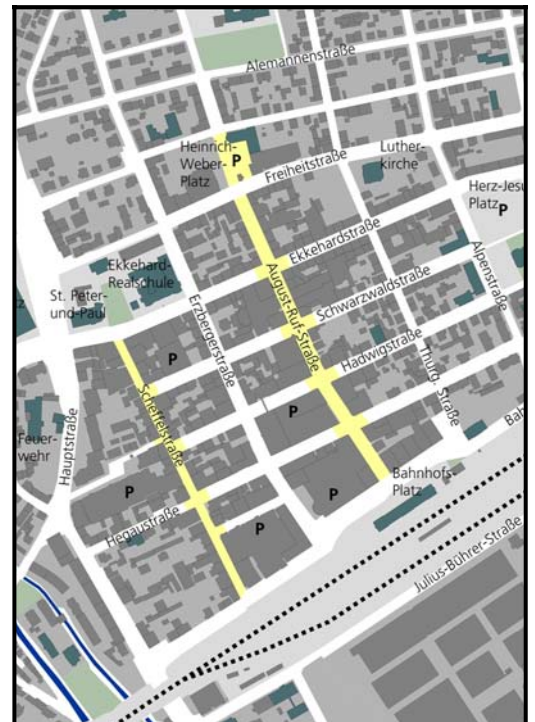 Alemannenstraße
Heinrich-
Weber-
Platz
P
Luther-
kirche
Freiheitstraße
Herz-Jesu
Platz
P
Ekkehardstraße
Ekkehard-
Realschule
St. Peter-
und-Paul
z
Alpenstraße
Schwarzwaldstraße
August-Ruf-Straße
Erzbergerstraße
Hadwigstraße
Thurg. Straße
P
Scheffelstraße
P
Feuer-
wehr
Hauptstraße
Bah
Bahnhofs-
Platz
P
P
P
Hegaustraße
Julius-Bührer-Straße